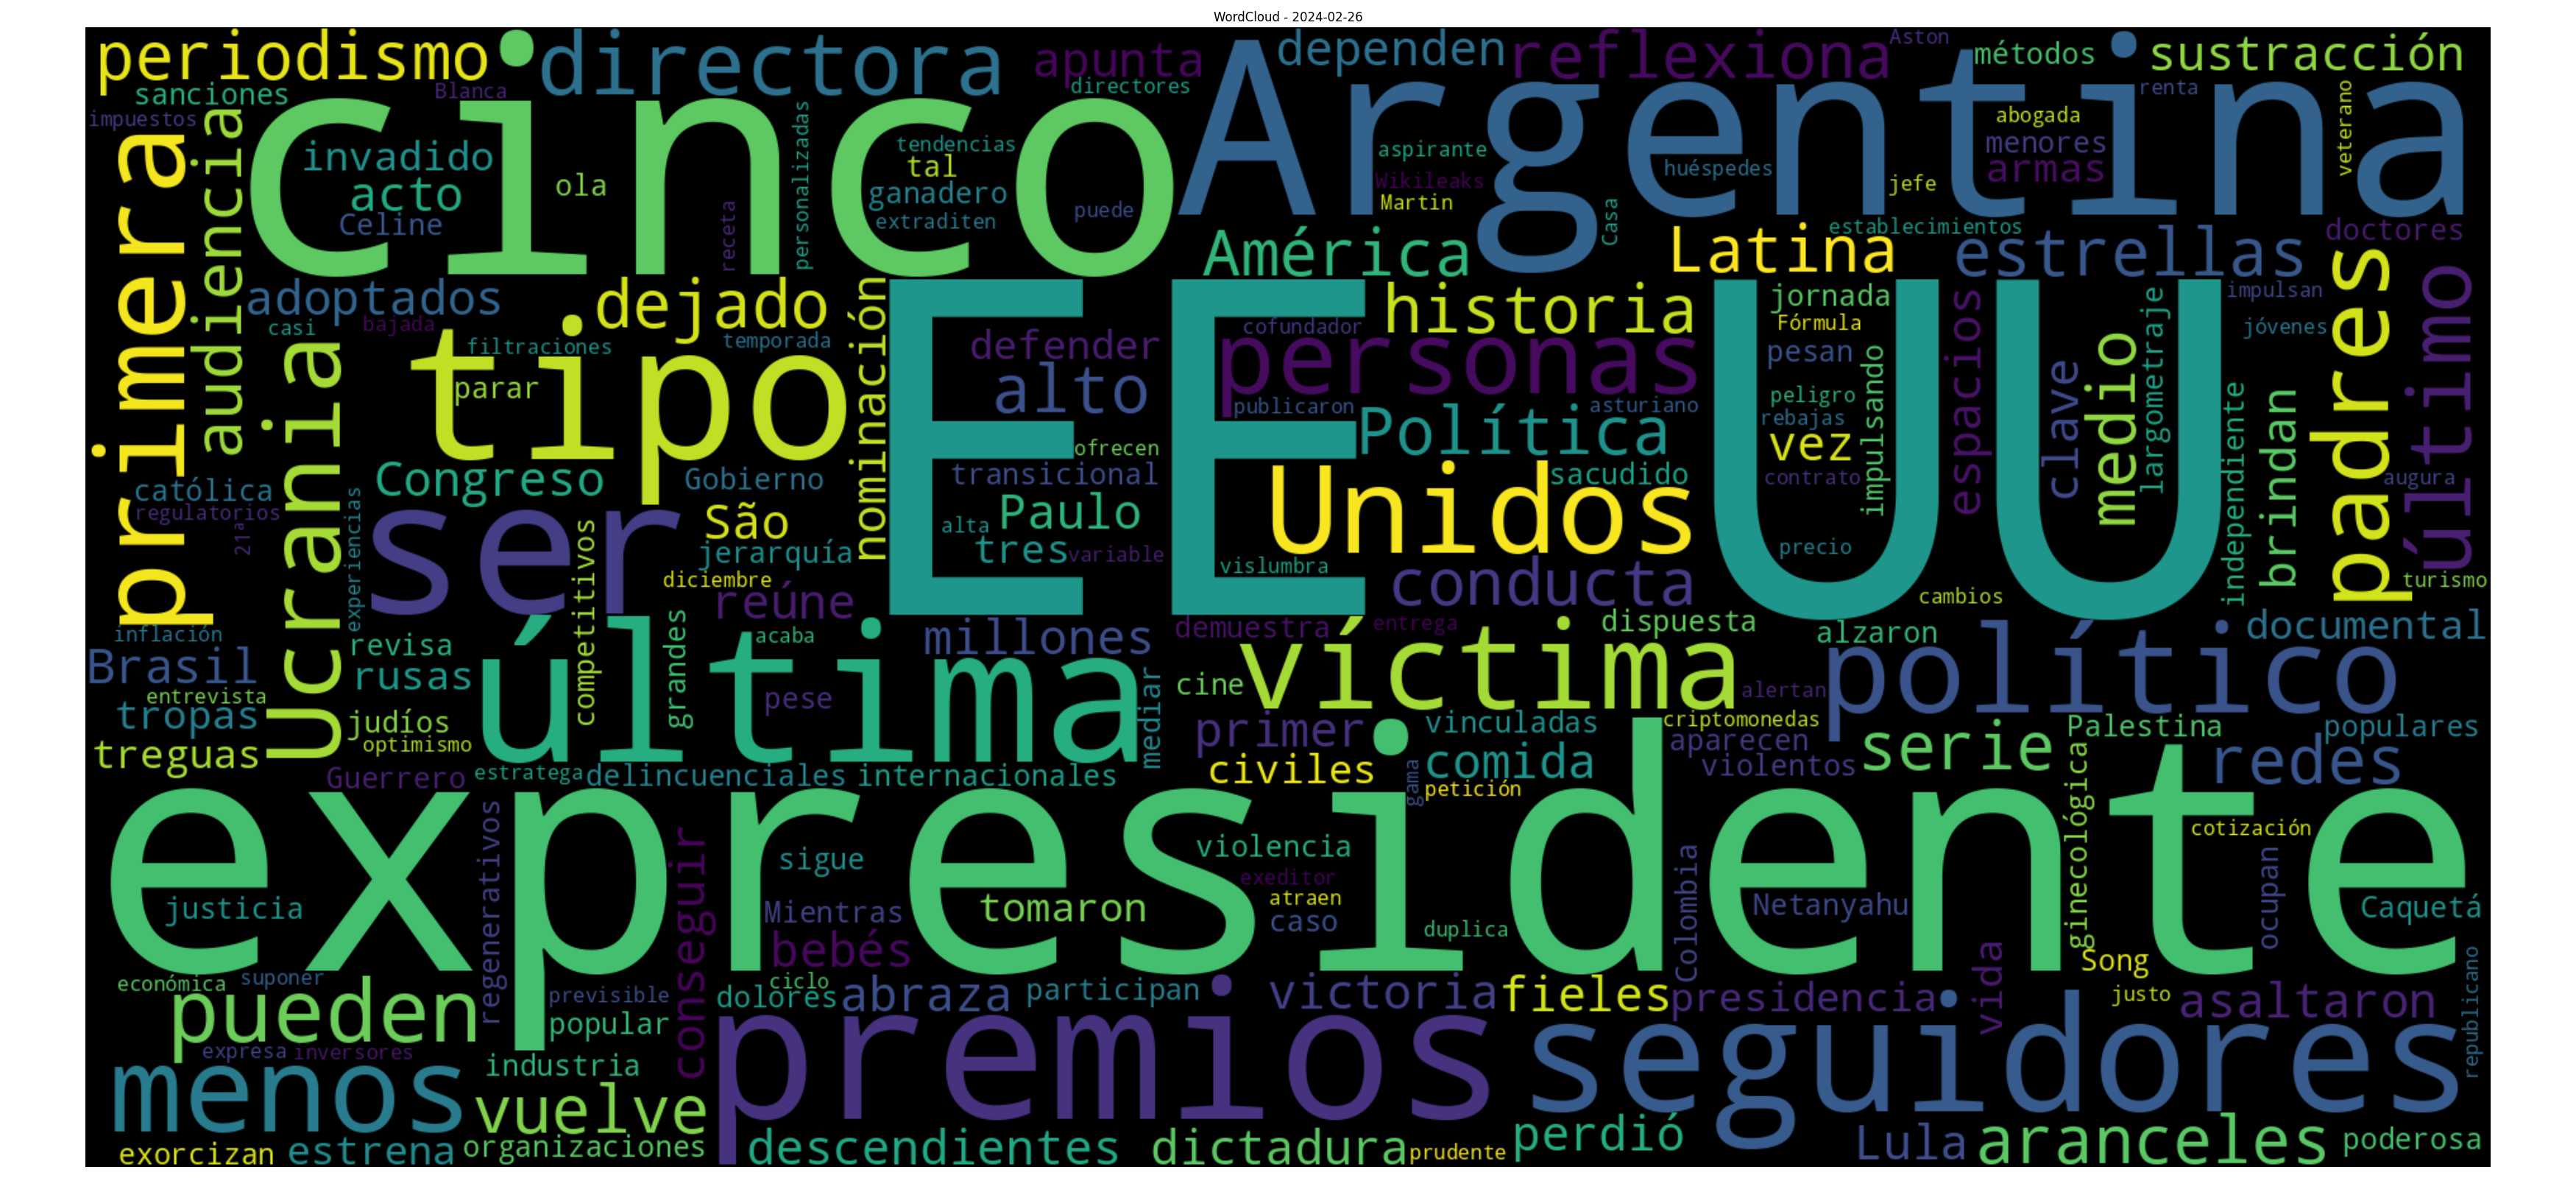 WordCloud - 2024-02-26
periodismo
directora
apunta
Argentina
dependen
reflexiona
Aston
métodos
sustracción
sanciones
Blanca
directores
renta
impuestos
primera
audiencia
cinco
invadido
acto
Celine
ola
receta
personalizadas
tendencias
tal
ganadero
extraditen
puede
aspirante
Wikileaks
Martin
Casa
huéspedes
jefe
abogada
menores
armas
veterano
América
Latina
establecimientos
estrellas
doctores
adoptados
casi
bajada
dejado
filtraciones
temporada
tipo
parar
nominación
EEUU
defender
alto
cofundador
historia
personas
publicaron
asturiano
jornada
Fórmula
pesan
peligro
rebajas
vez
contrato
impulsando
precio
espacios
clave
medio
largometraje
impulsan
jóvenes
padres
último
independiente
brindan
augura
turismo
Ucrania
católica
regulatorios
21ª
experiencias
Congreso
Gobierno
ser
São
jerarquía
diciembre
competitivos
reúne
ofrecen
transicional
alta
Paulo
tres
variable
Política
sacudido
Unidos
vislumbra
conducta
cambios
inflación
Brasil
entrevista
tropas
treguas
revisa
rusas
judíos
optimismo
última
grandes
acaba
pese
millones
mediar
demuestra
entrega
dispuesta
víctima
cine
alzaron
político
documental
alertan
primer
vinculadas
criptomonedas
aparecen
violentos
serie
Palestina
populares
redes
Guerrero
estratega
delincuenciales
internacionales
civiles
comida
gama
petición
expresidente
justicia
regenerativos
conseguir
sigue
Mientras
bebés
tomaron
violencia
exeditor
atraen
caso
duplica
Colombia
Netanyahu
ginecológica
cotización
ocupan
Caquetá
Song
económica
suponer
pueden
previsible
popular
ciclo
dolores
abraza
participan
victoria
fieles
presidencia
vida
justo
asaltaron
republicano
expresa
inversores
menos
industria
vuelve
premios
seguidores
exorcizan
estrena
organizaciones
descendientes
dictadura
prudente
perdió
Lula
aranceles
poderosa